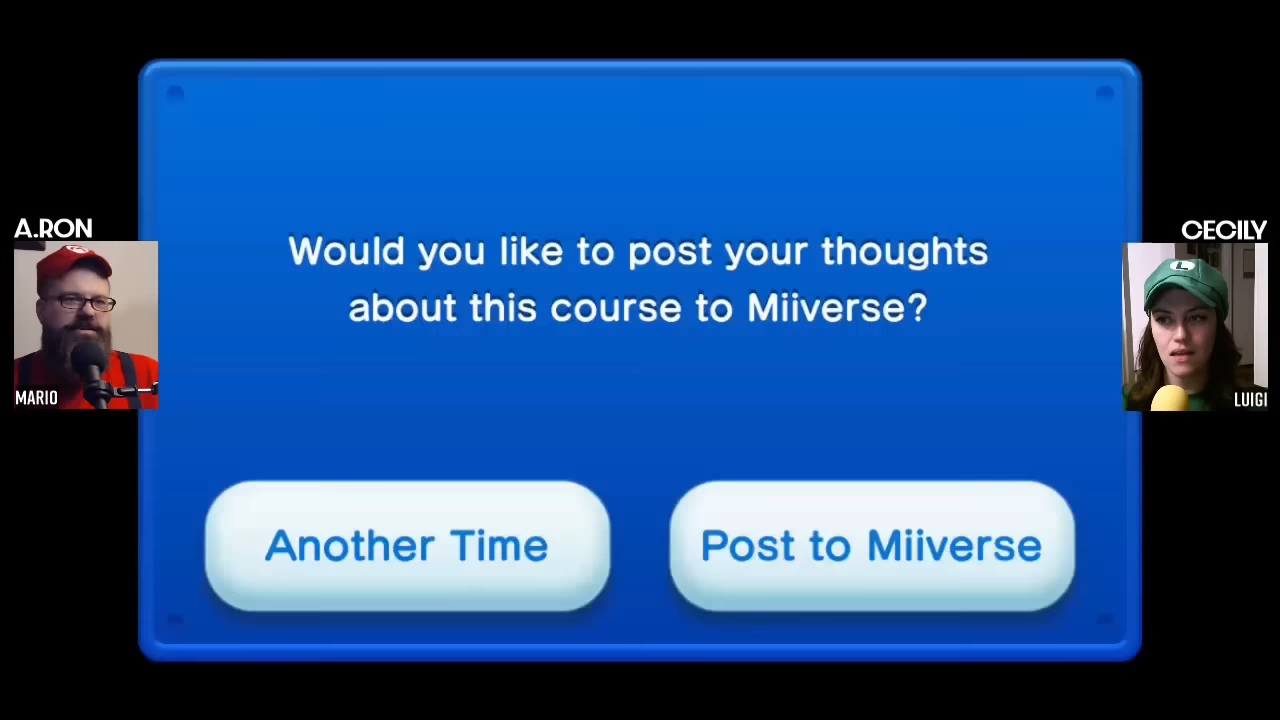 A.RON
MARIO
Would you like to post your thoughts
about this course to Miiverse?
Another Time
Post to Miiverse
CECILY
L
LUIGI